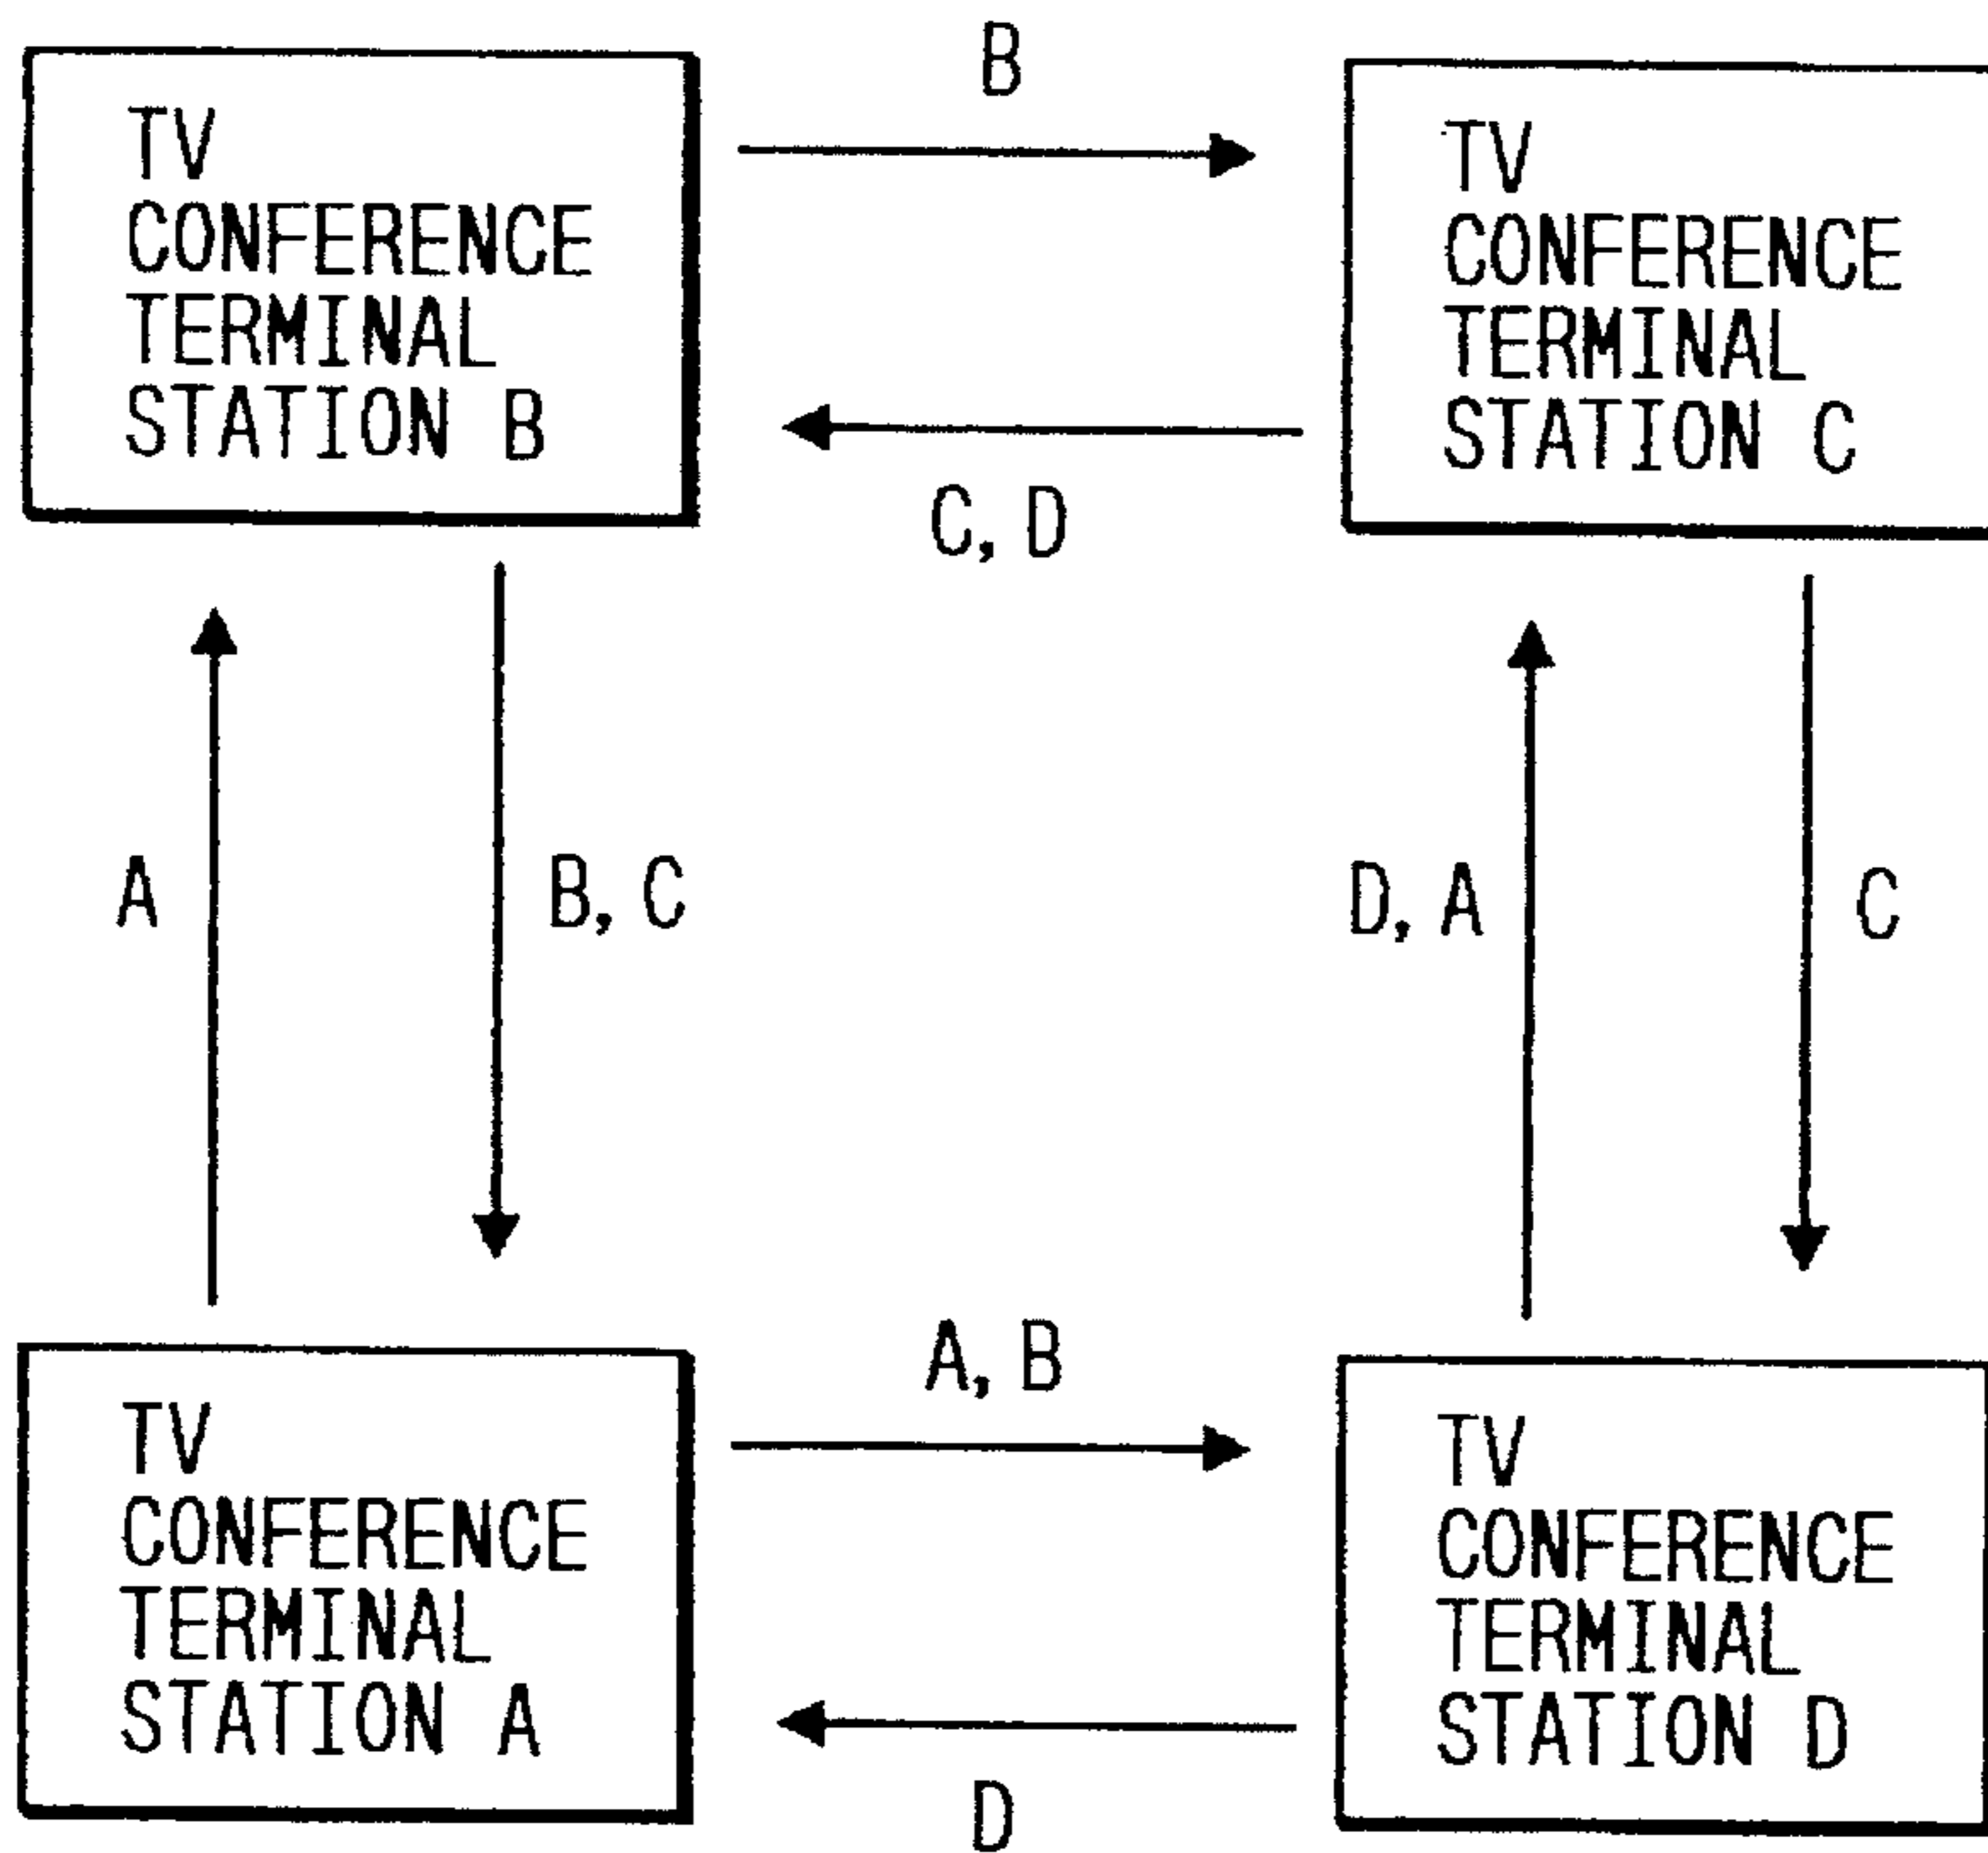 B
TV
CONFERENCE
TERMINAL
STATION B
TV
CONFERENCE
TERMINAL
STATION C
C, D
A
B, C
D, A
C
A, B
TV
CONFERENCE
TERMINAL
STATION A
TV
CONFERENCE
TERMINAL
STATION D
D